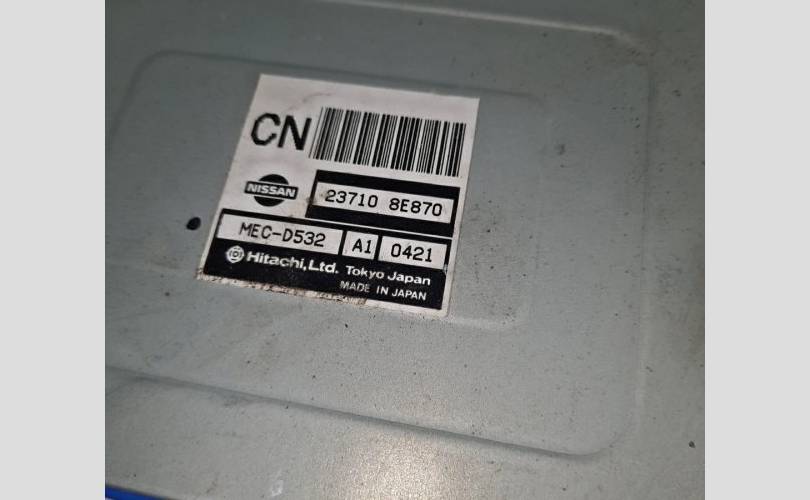 CN
NISSAN
23710 8E870
MEC-D532 A1 0421
Hitachi,Ltd. Tokyo Japan
MADE IN JAPAN